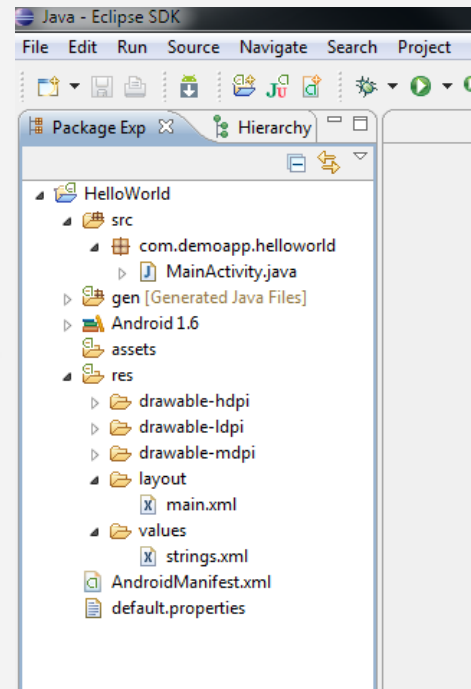 Java - Eclipse SDK
File Edit Run Source Navigate Search Project
Package Exp Hierarchy
HelloWorld
src
com.demoapp.helloworld
MainActivity.java
gen [Generated Java Files]
Android 1.6
assets
res
drawable-hdpi
drawable-ldpi
drawable-mdpi
layout
main.xml
values
strings.xml
AndroidManifest.xml
default.properties